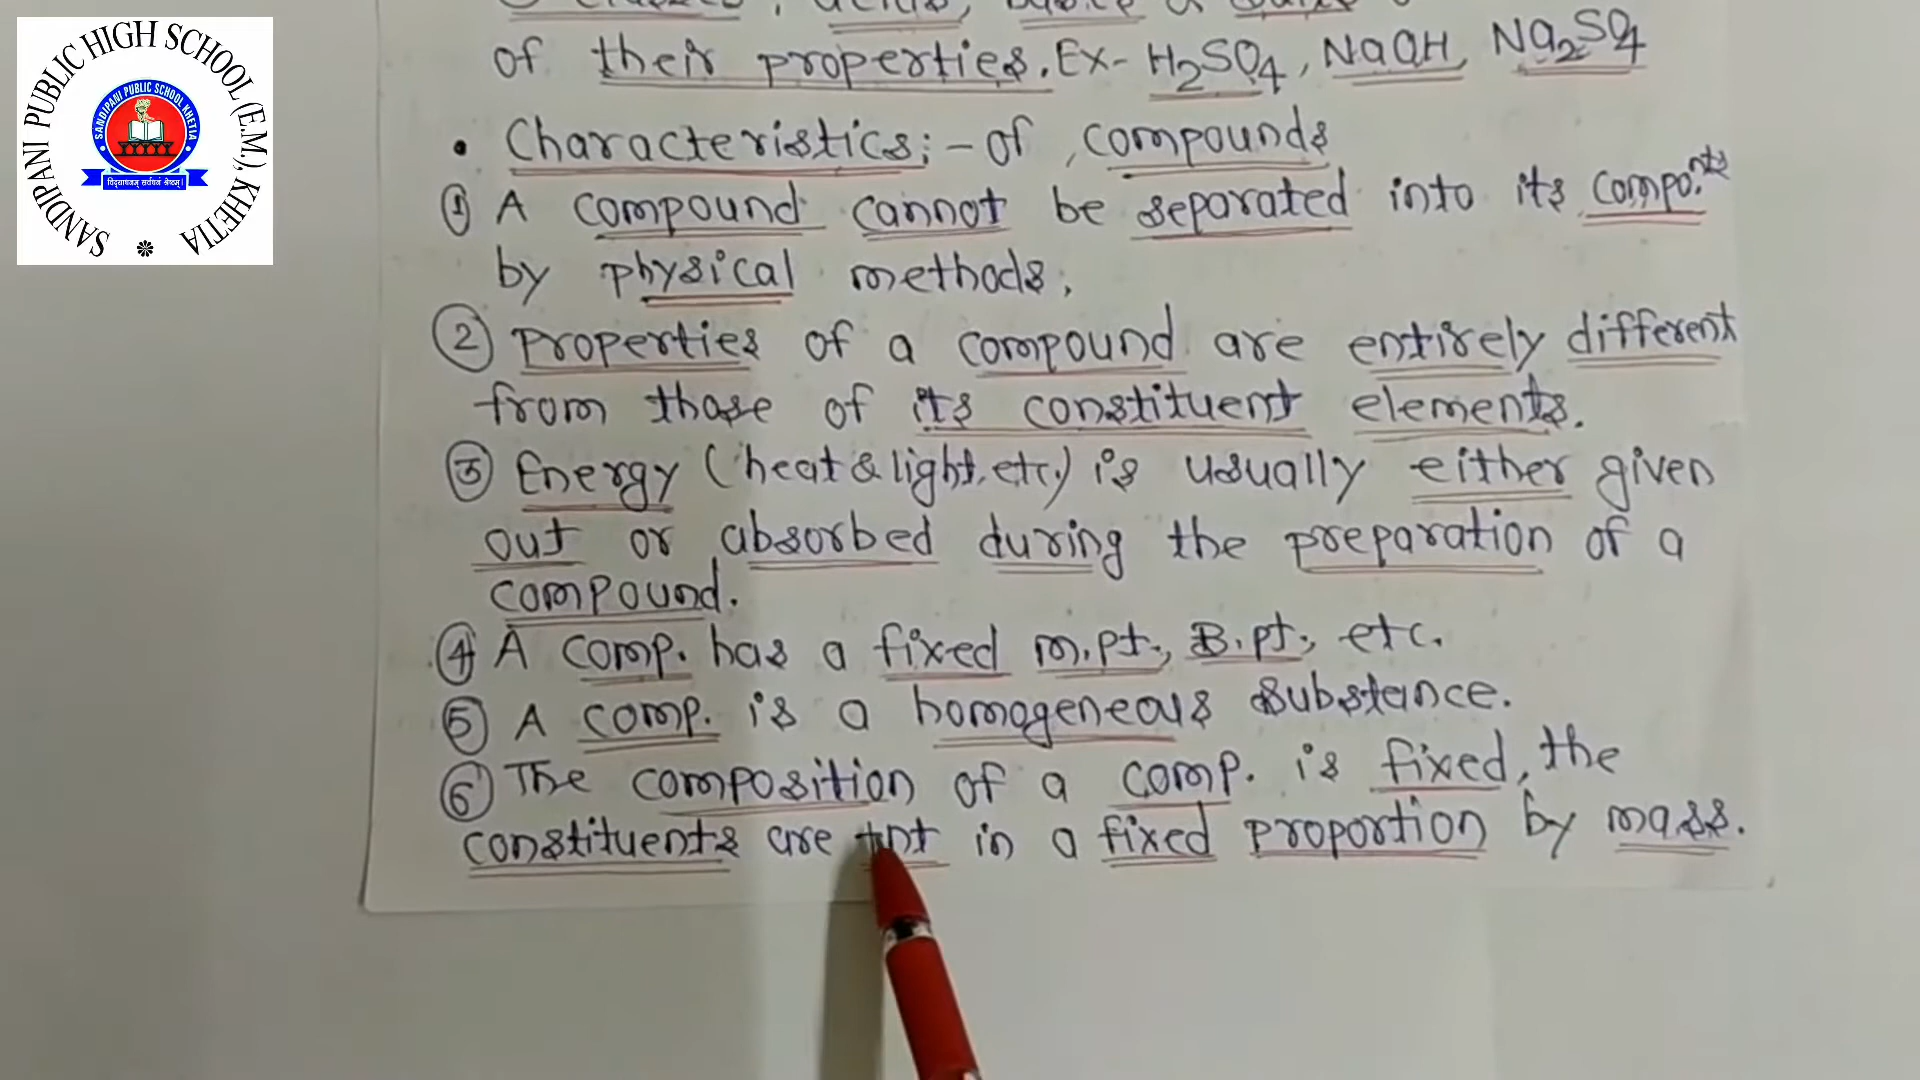 SANDIPANI PUBLIC HIGH SCHOOL (E.M.), KHETIA
SANDIPANI PUBLIC SCHOOL KHETIA
of their properties. Ex- H₂SO₄, NaOH, Na₂SO₄
• Characteristics:- of compounds
① A compound cannot be separated into its compo.nts
by physical methods.
② Properties of a compound are entirely different
from those of its constituent elements.
③ Energy (heat & light, etc.) is usually either given
out or absorbed during the preparation of a
compound.
④ A comp. has a fixed m.pt., B.pt., etc.
⑤ A comp. is a homogeneous substance.
⑥ The composition of a comp. is fixed, the
constituents are in a fixed proportion by mass.